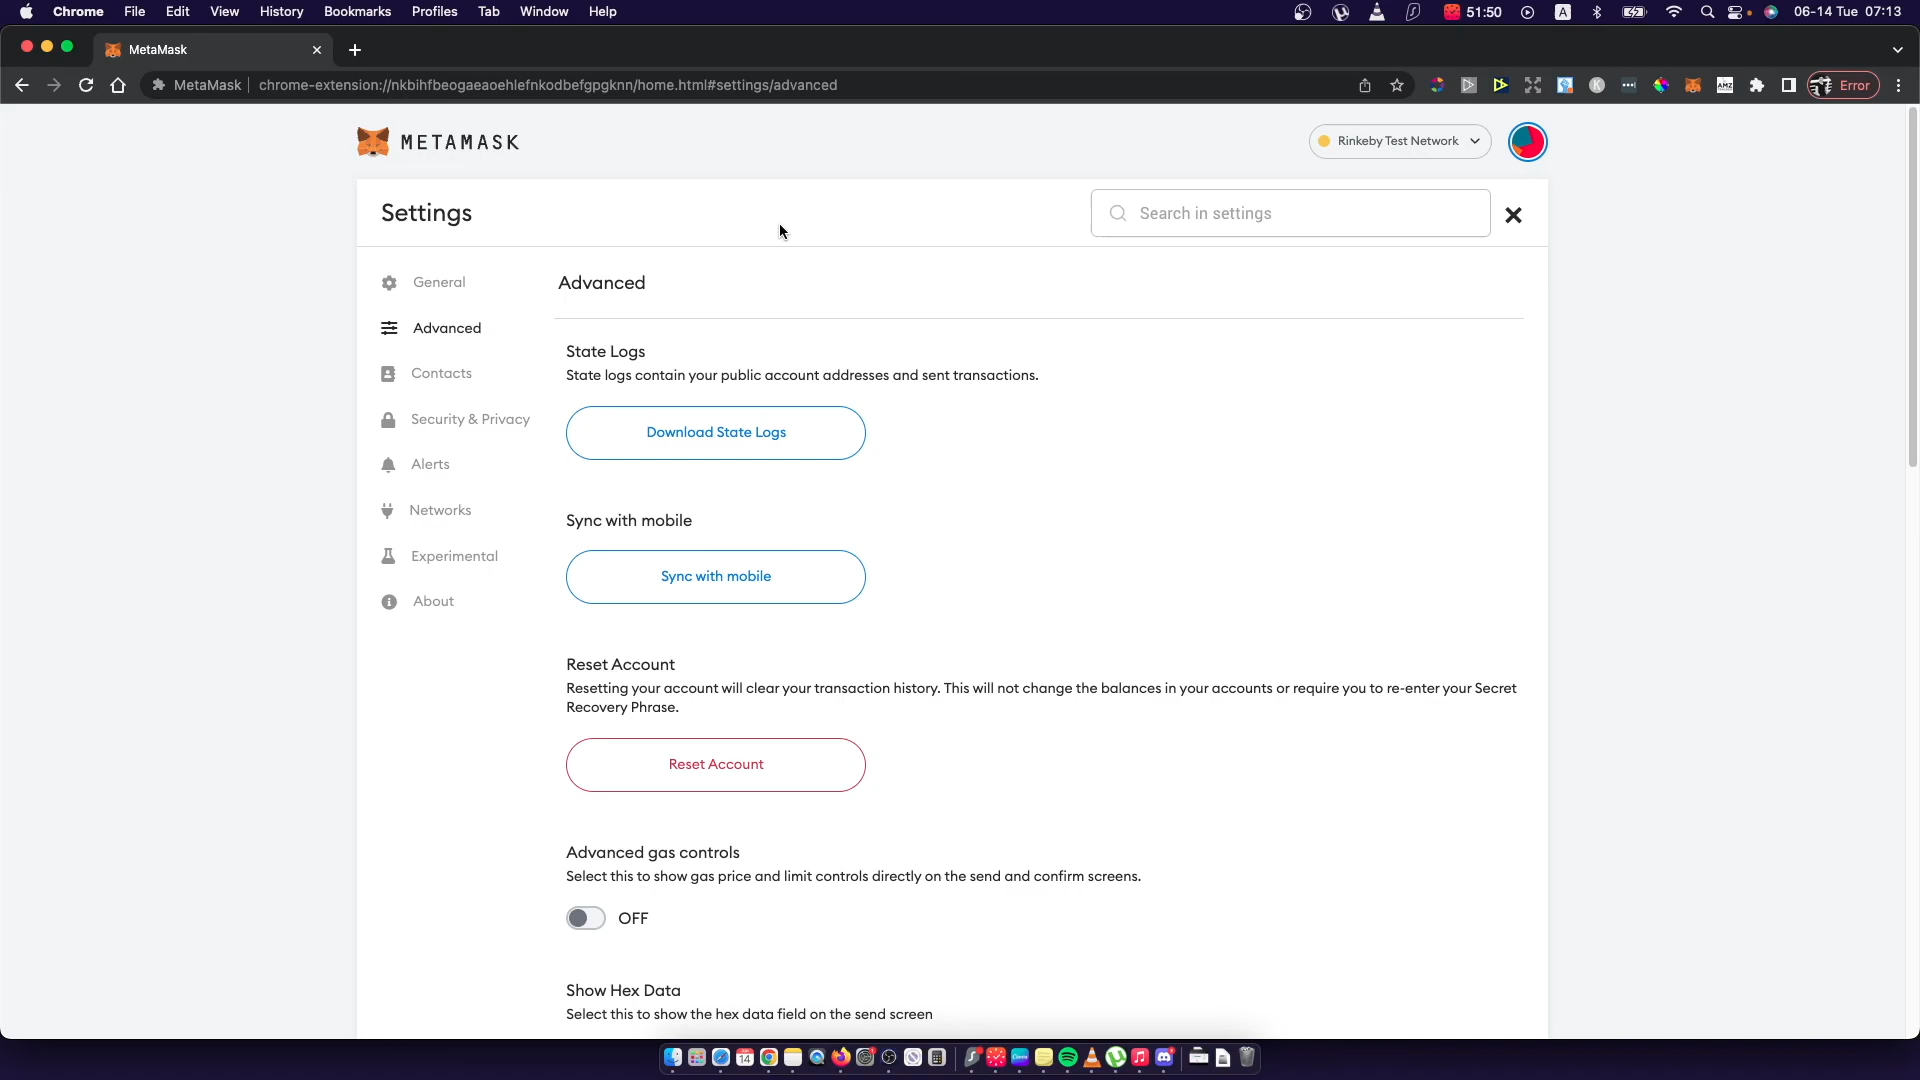 Chrome File Edit View History Bookmarks Profiles Tab Window Help 51:50 A 06-14 Tue 07:13
MetaMask
MetaMask chrome-extension://nkbihfbeogaeaoehlefnkodbefgpgknn/home.html#settings/advanced K AMZ Error
METAMASK
Rinkeby Test Network
Settings
Search in settings
General
Advanced
Contacts
Security & Privacy
Alerts
Networks
Experimental
About
Advanced
State Logs
State logs contain your public account addresses and sent transactions.
Download State Logs
Sync with mobile
Sync with mobile
Reset Account
Resetting your account will clear your transaction history. This will not change the balances in your accounts or require you to re-enter your Secret
Recovery Phrase.
Reset Account
Advanced gas controls
Select this to show gas price and limit controls directly on the send and confirm screens.
OFF
Show Hex Data
Select this to show the hex data field on the send screen
14